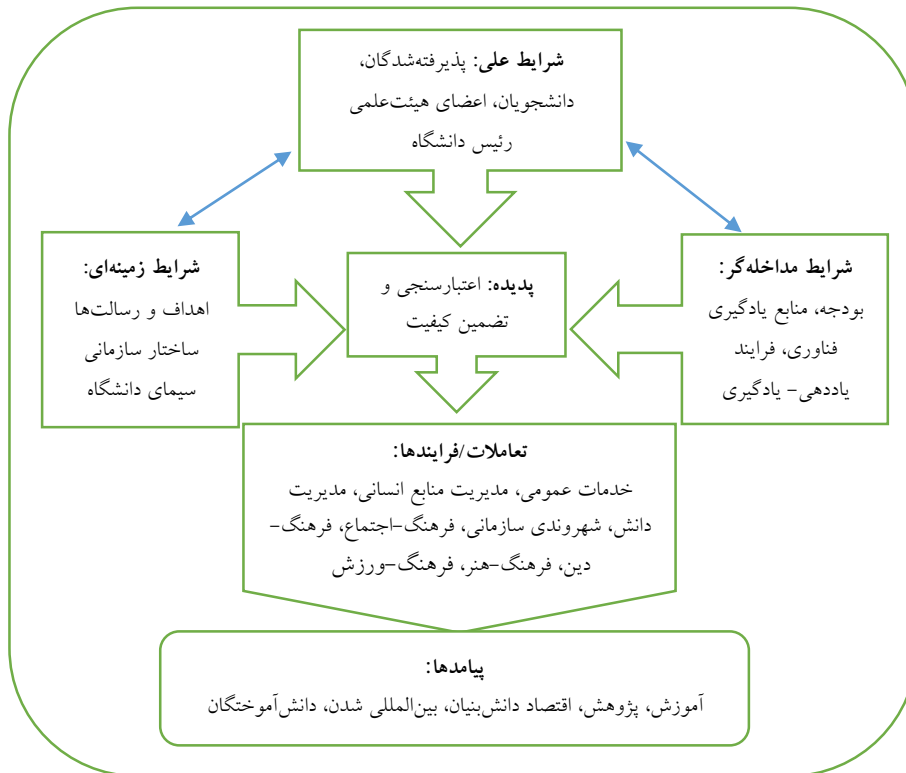 شرایط علی: پذیرفته‌شدگان،
دانشجویان، اعضای هیئت‌علمی
رئیس دانشگاه
شرایط مداخله‌گر:
بودجه، منابع یادگیری
فناوری، فرایند
یاددهی- یادگیری
پدیده: اعتبارسنجی و
تضمین کیفیت
شرایط زمینه‌ای:
اهداف و رسالت‌ها
ساختار سازمانی
سیمای دانشگاه
تعاملات/فرایندها:
خدمات عمومی، مدیریت منابع انسانی، مدیریت
دانش، شهروندی سازمانی، فرهنگ-اجتماع، فرهنگ-
دین، فرهنگ-هنر، فرهنگ-ورزش
پیامدها:
آموزش، پژوهش، اقتصاد دانش‌بنیان، بین‌المللی شدن، دانش‌آموختگان